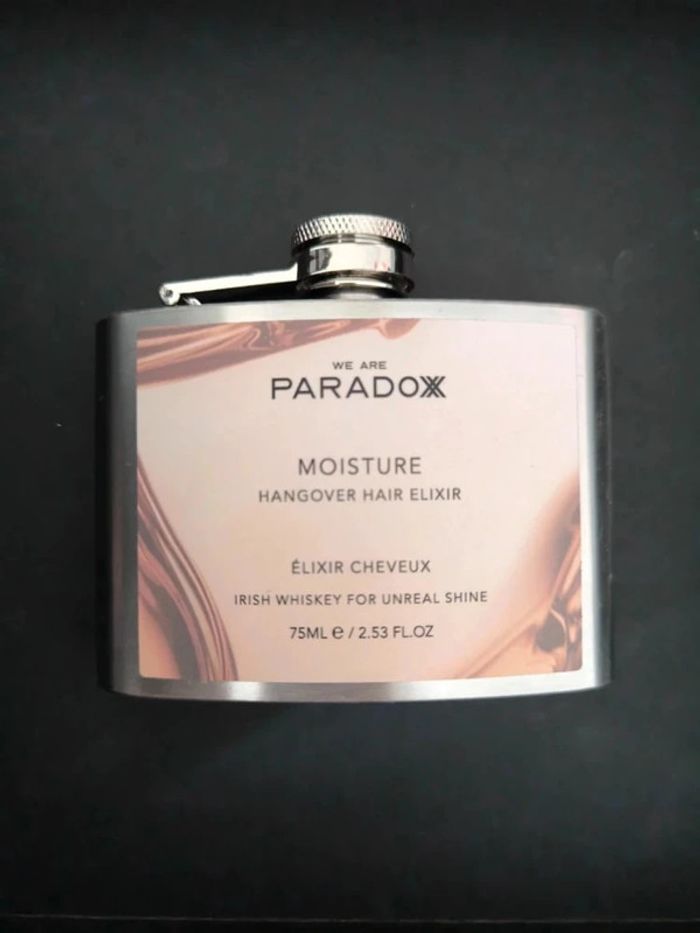 WE ARE
PARADOXX
MOISTURE
HANGOVER HAIR ELIXIR
ÉLIXIR CHEVEUX
IRISH WHISKEY FOR UNREAL SHINE
75ML ℮ / 2.53 FL.OZ